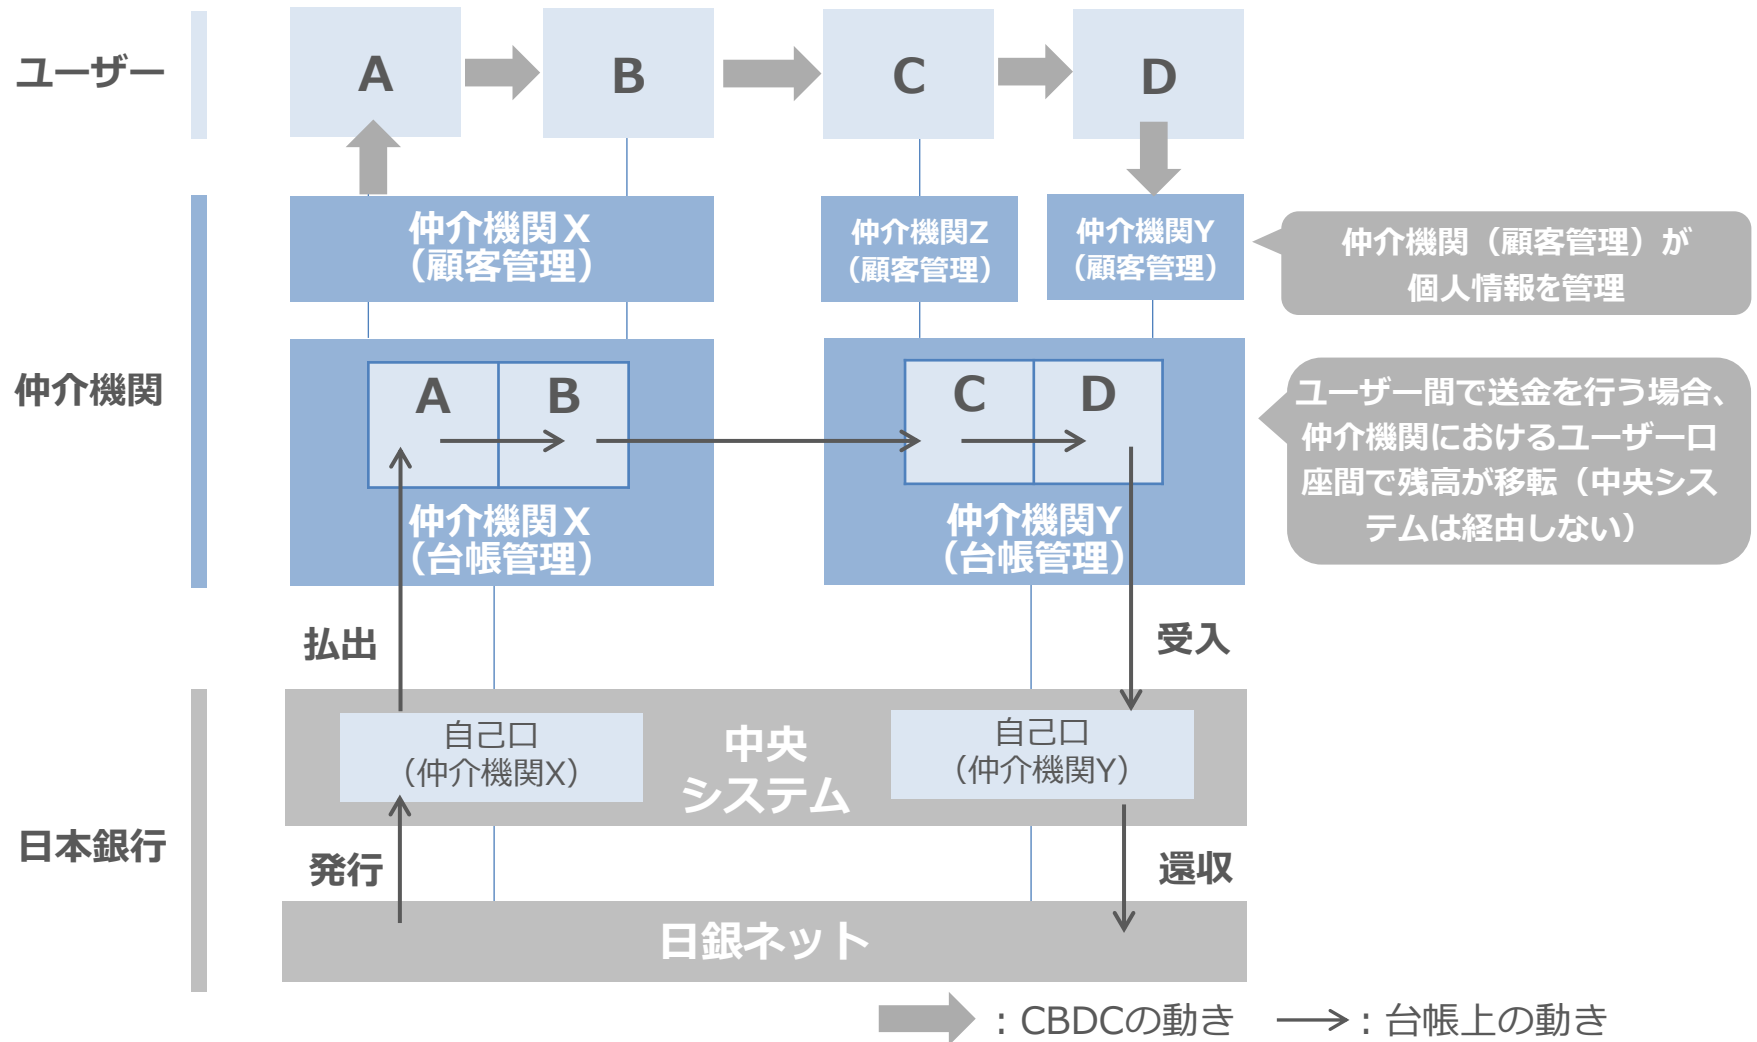 ユーザー
A
B
C
D
仲介機関X
（顧客管理）
仲介機関Z
（顧客管理）
仲介機関Y
（顧客管理）
仲介機関（顧客管理）が
個人情報を管理
仲介機関
A
B
仲介機関X
（台帳管理）
C
D
仲介機関Y
（台帳管理）
ユーザー間で送金を行う場合、
仲介機関におけるユーザー口
座間で残高が移転（中央シス
テムは経由しない）
払出
受入
日本銀行
自己口
（仲介機関X）
中央
システム
自己口
（仲介機関Y）
発行
還収
日銀ネット
：CBDCの動き
：台帳上の動き